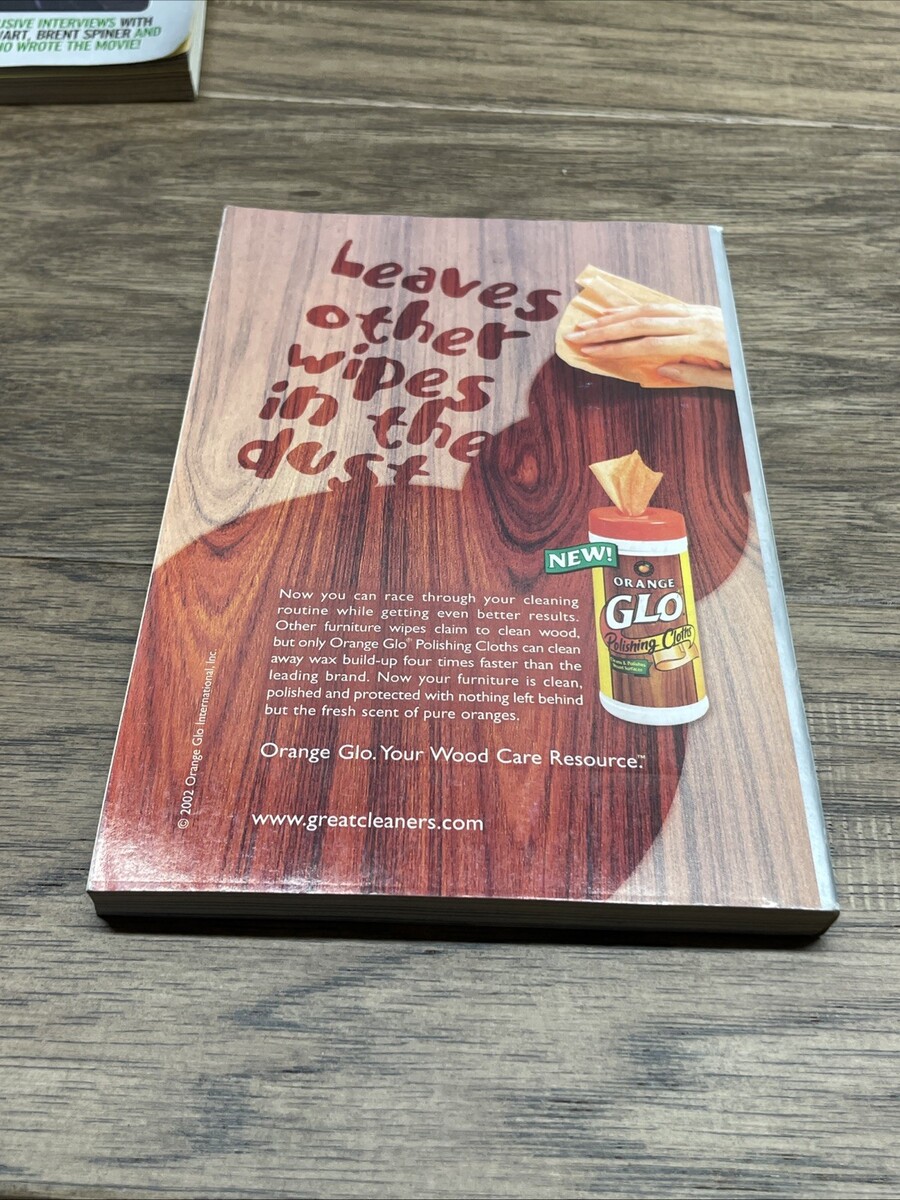 USIVE INTERVIEWS WITH
ART, BRENT SPINER AND
O WROTE THE MOVIE!
Leaves
other
wipes
in the
dust
NEW!
ORANGE
GLO
Polishing Cloths
Now you can race through your cleaning
routine while getting even better results.
Other furniture wipes claim to clean wood,
but only Orange Glo® Polishing Cloths can clean
away wax build-up four times faster than the
leading brand. Now your furniture is clean,
polished and protected with nothing left behind
but the fresh scent of pure oranges.
Orange Glo. Your Wood Care Resource.™
www.greatcleaners.com
© 2002 Orange Glo International, Inc.